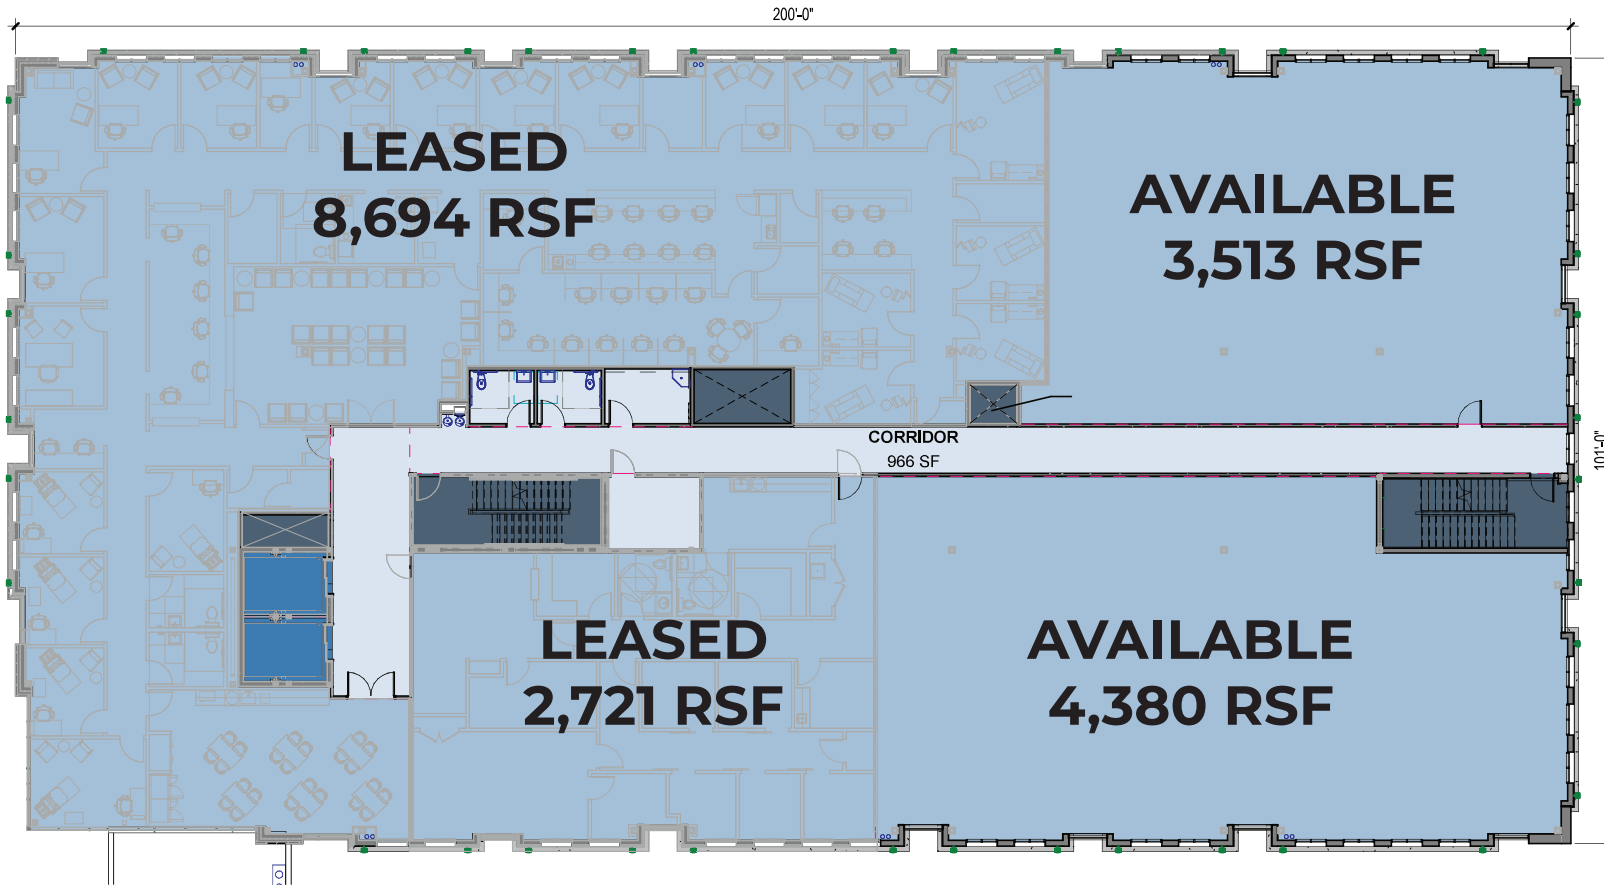 200'-0"
LEASED
8,694 RSF
AVAILABLE
3,513 RSF
CORRIDOR
966 SF
101'-0"
LEASED
2,721 RSF
AVAILABLE
4,380 RSF